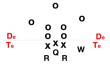 O
O O
De O O De
Te O X X O Te
X X X
Q W
R R